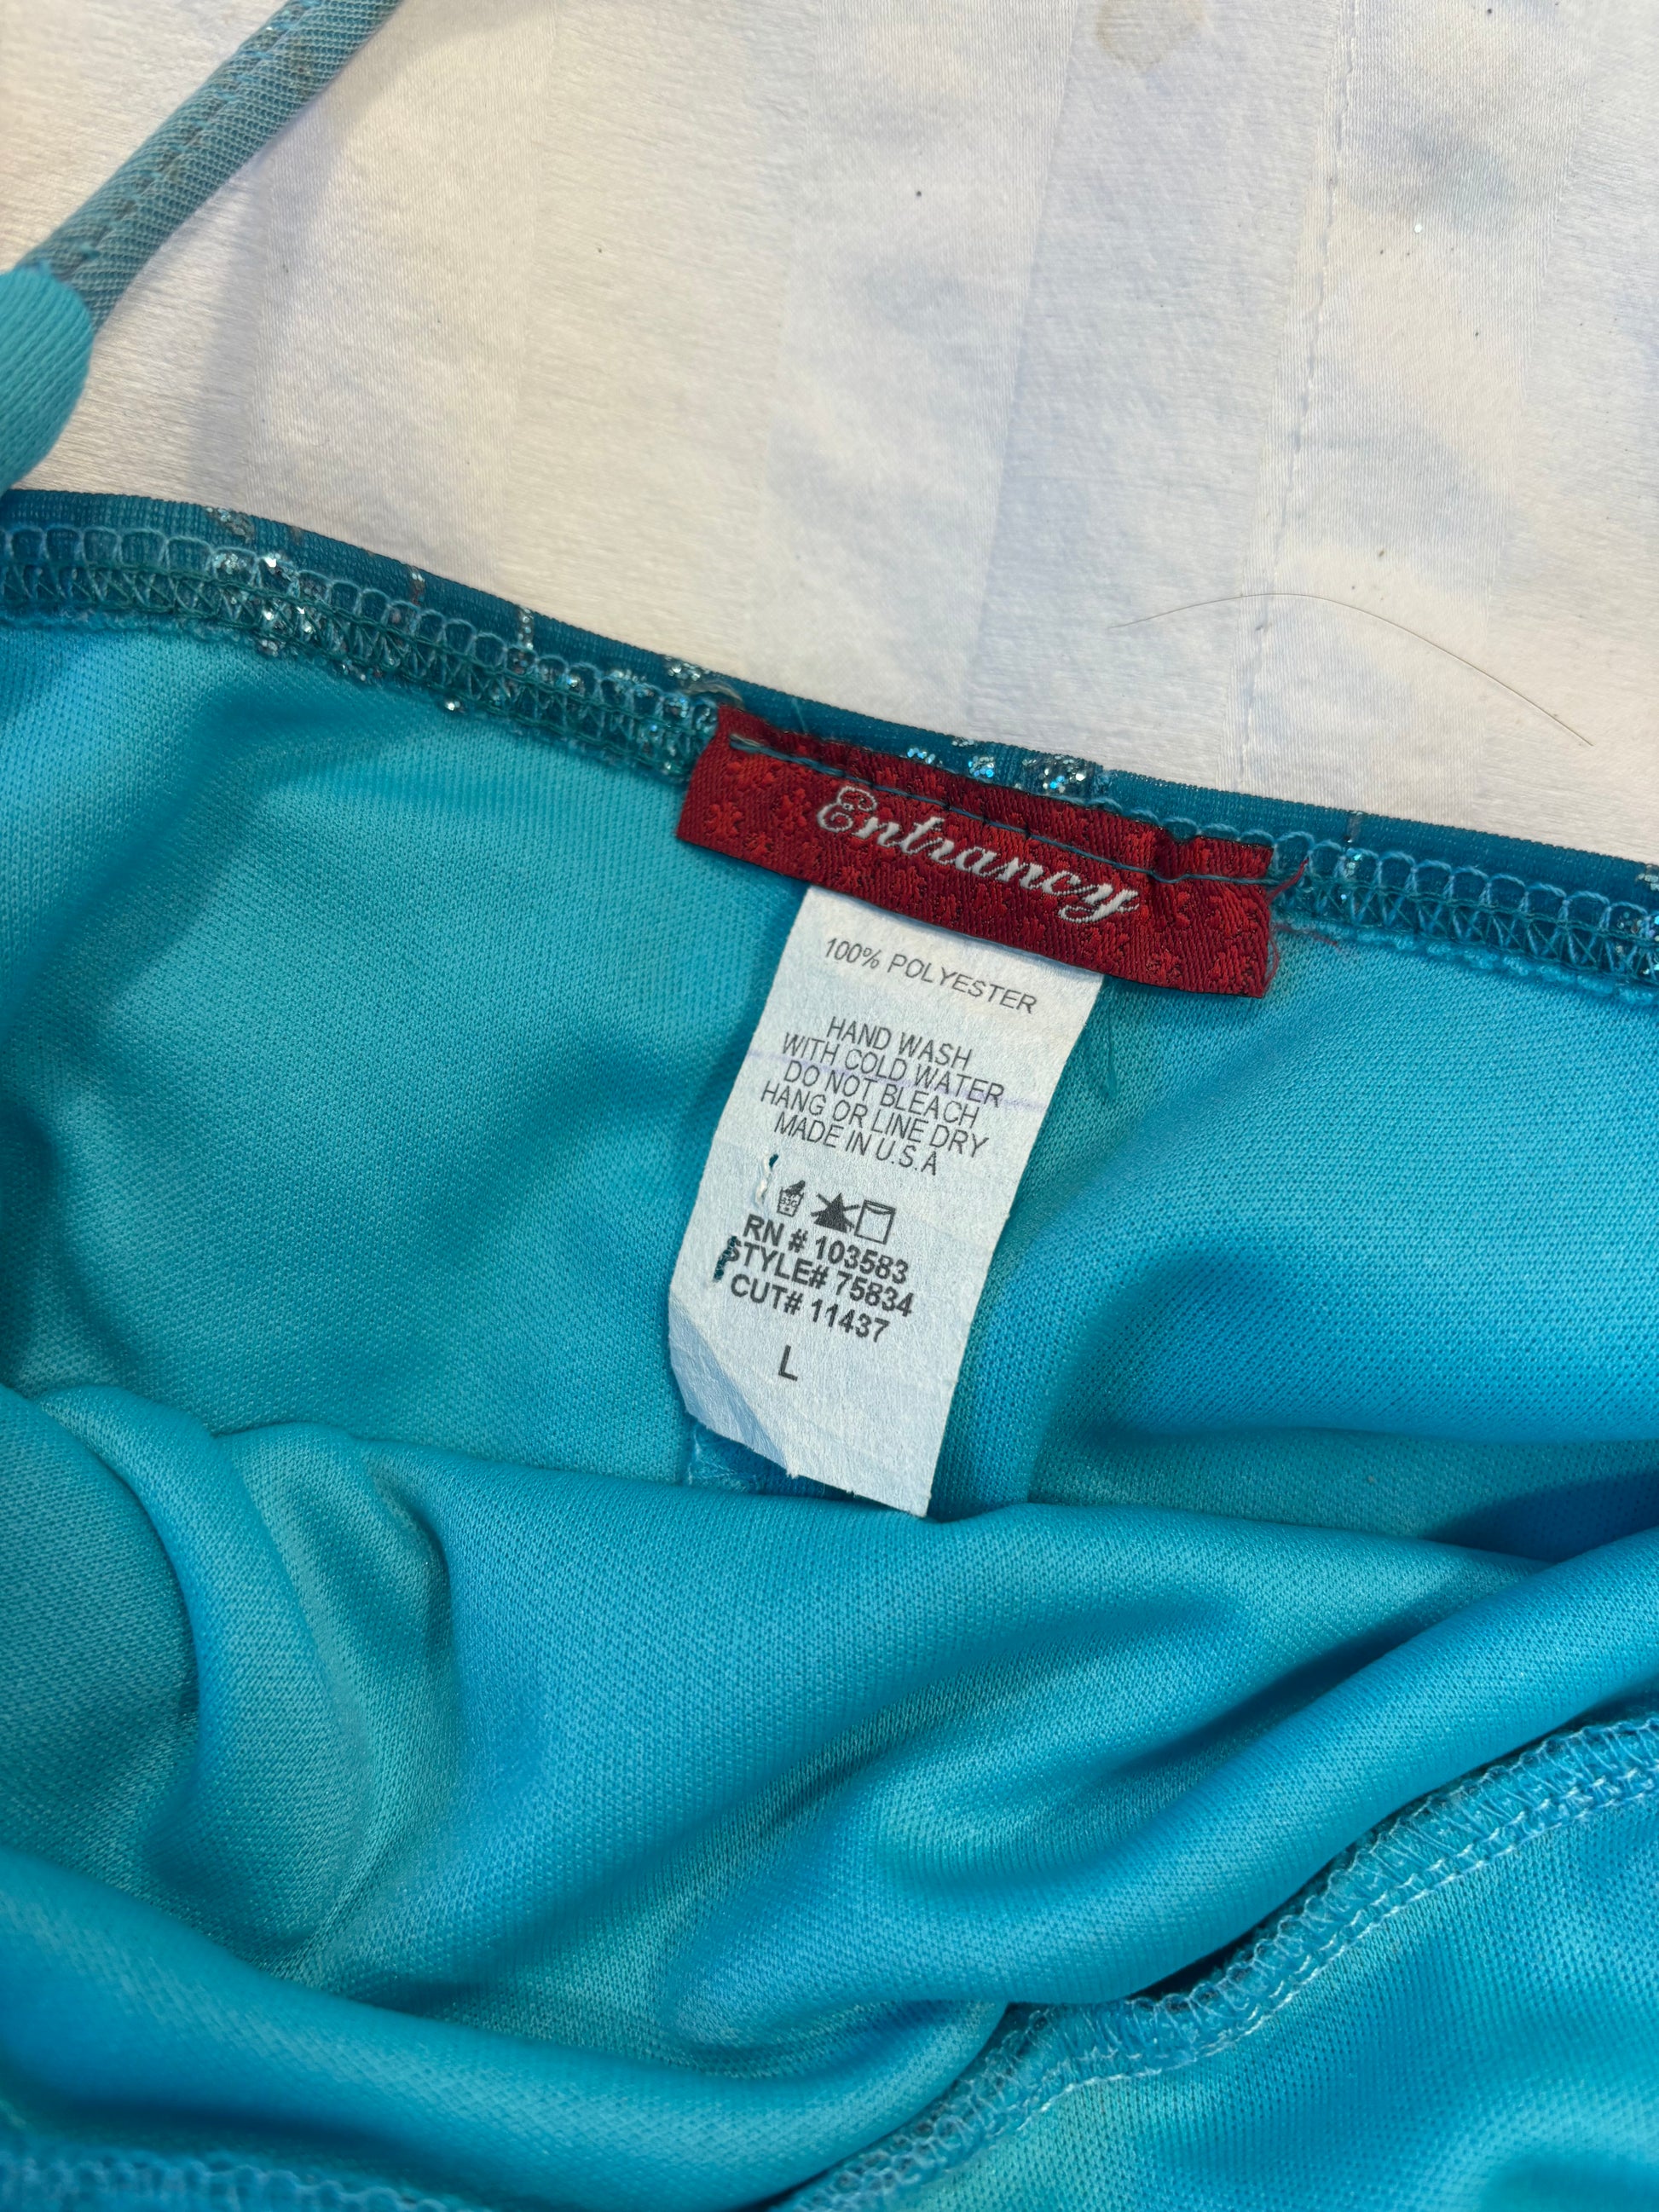 Entrancy
100% POLYESTER
HAND WASH
WITH COLD WATER
DO NOT BLEACH
HANG OR LINE DRY
MADE IN U.S.A
RN # 103583
STYLE# 75834
CUT# 11437
L